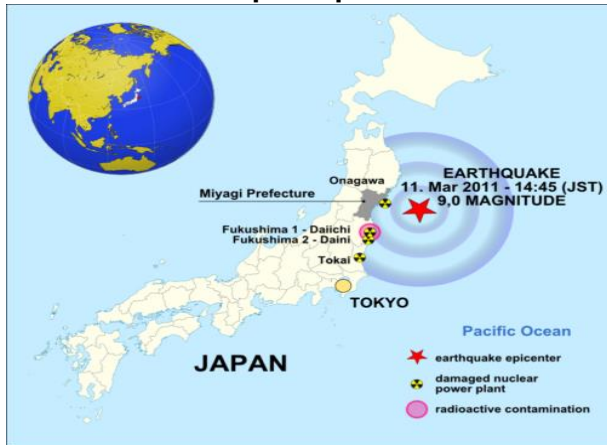 EARTHQUAKE
11. Mar 2011 - 14:45 (JST)
9,0 MAGNITUDE
Onagawa
Miyagi Prefecture
Fukushima 1 - Daiichi
Fukushima 2 - Daini
Tokai
TOKYO
JAPAN
Pacific Ocean
earthquake epicenter
damaged nuclear
power plant
radioactive contamination